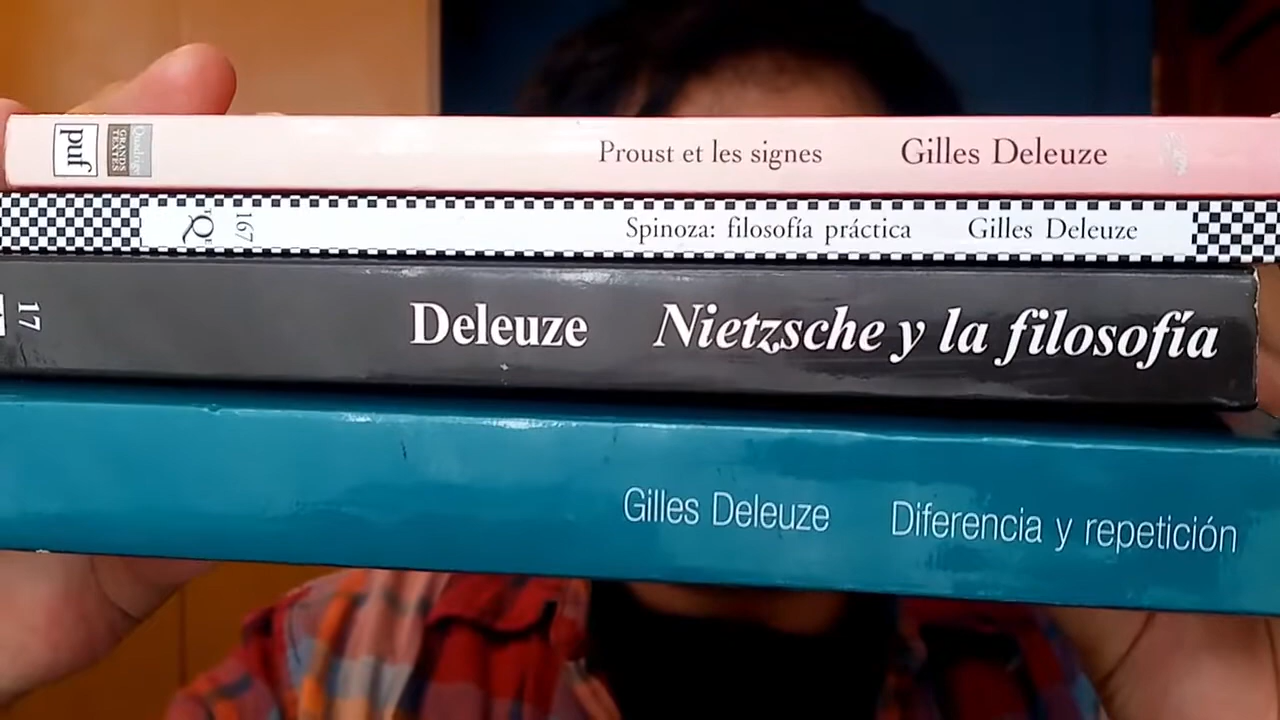 puf
Quadrige
GRANDS
TEXTES
Proust et les signes Gilles Deleuze
167
Spinoza: filosofía práctica Gilles Deleuze
17
Deleuze Nietzsche y la filosofía
Gilles Deleuze Diferencia y repetición